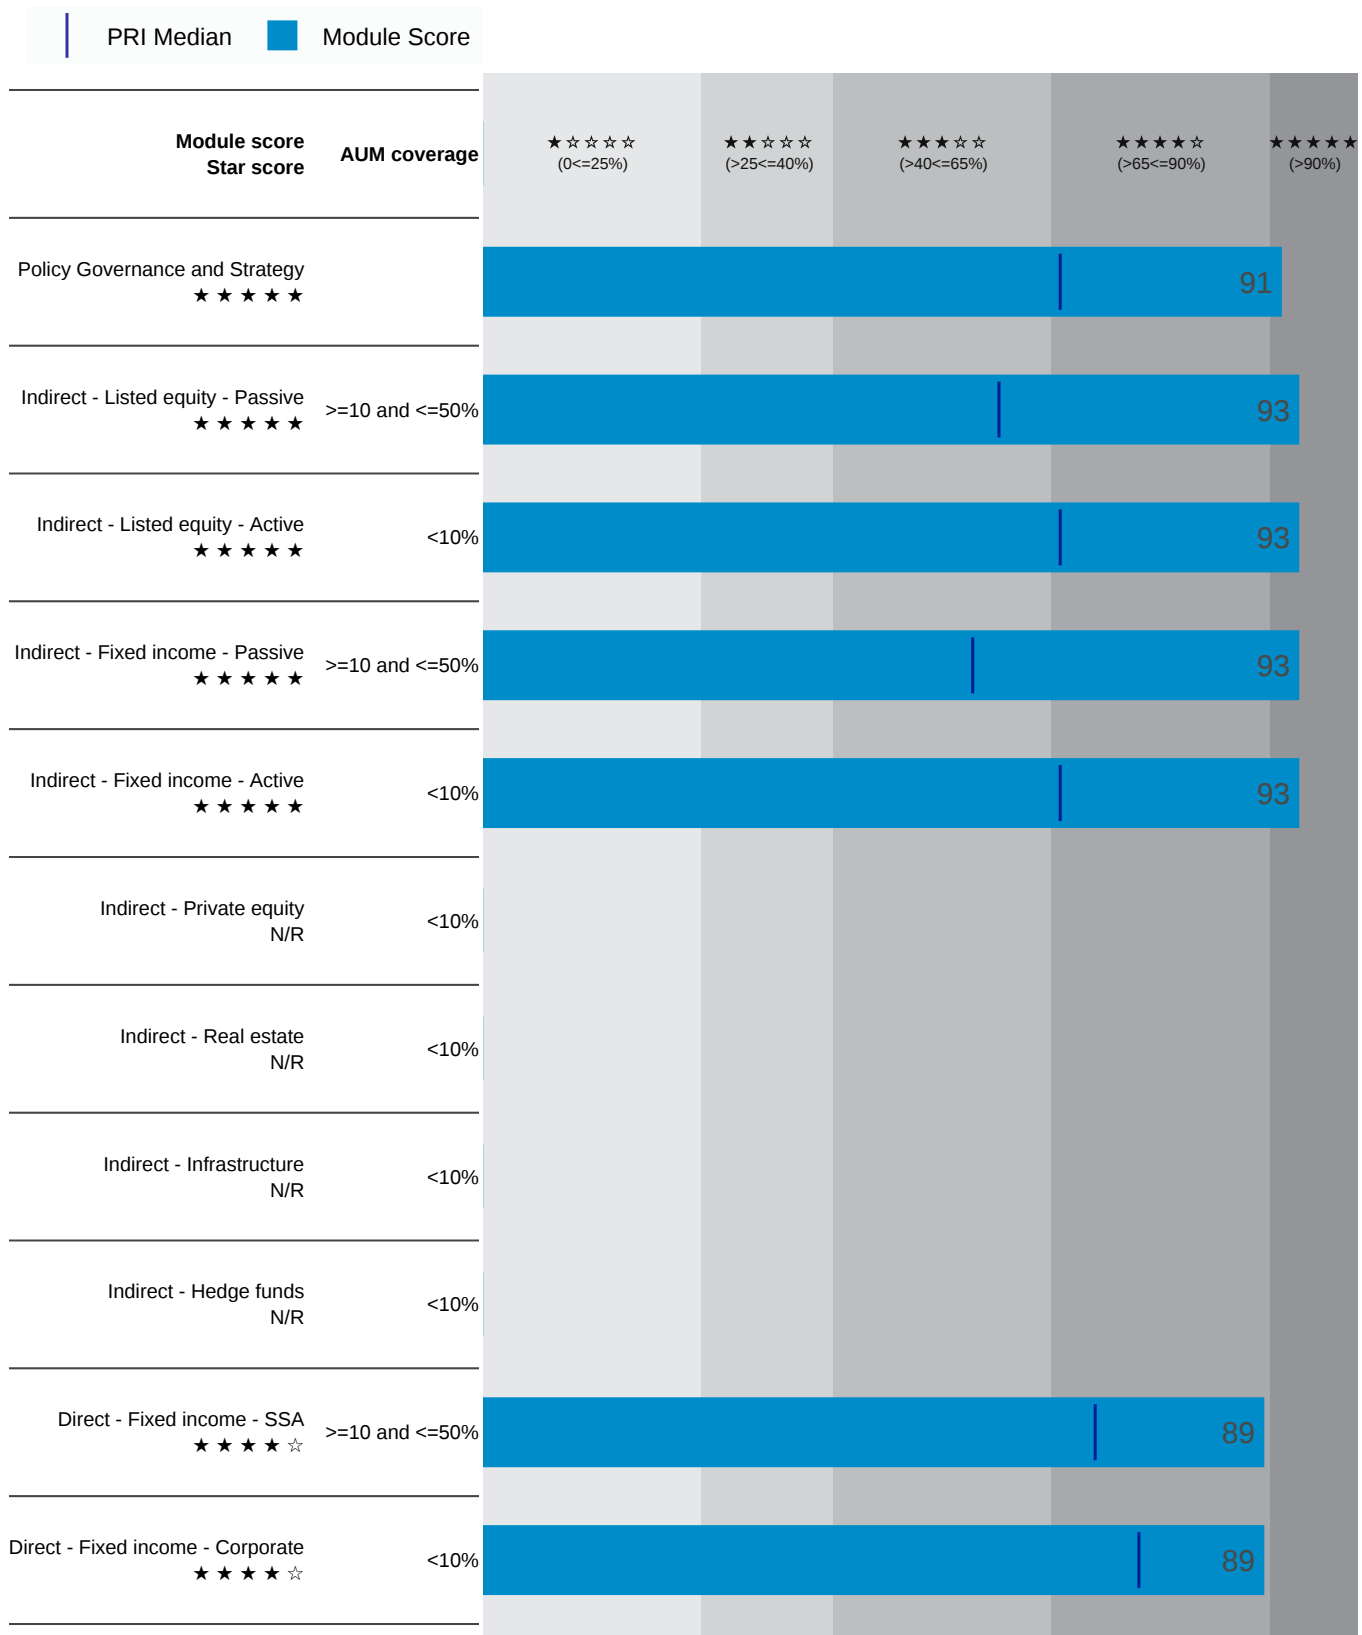 PRI Median
Module Score
Module score
Star score
AUM coverage
★☆☆☆☆
(0<=25%)
★★☆☆☆
(>25<=40%)
★★★☆☆
(>40<=65%)
★★★★☆
(>65<=90%)
★★★★★
(>90%)
Policy Governance and Strategy
★★★★★
91
Indirect - Listed equity - Passive
★★★★★
>=10 and <=50%
93
Indirect - Listed equity - Active
★★★★★
<10%
93
Indirect - Fixed income - Passive
★★★★★
>=10 and <=50%
93
Indirect - Fixed income - Active
★★★★★
<10%
93
Indirect - Private equity
N/R
<10%
Indirect - Real estate
N/R
<10%
Indirect - Infrastructure
N/R
<10%
Indirect - Hedge funds
N/R
<10%
Direct - Fixed income - SSA
★★★★☆
>=10 and <=50%
89
Direct - Fixed income - Corporate
★★★★☆
<10%
89